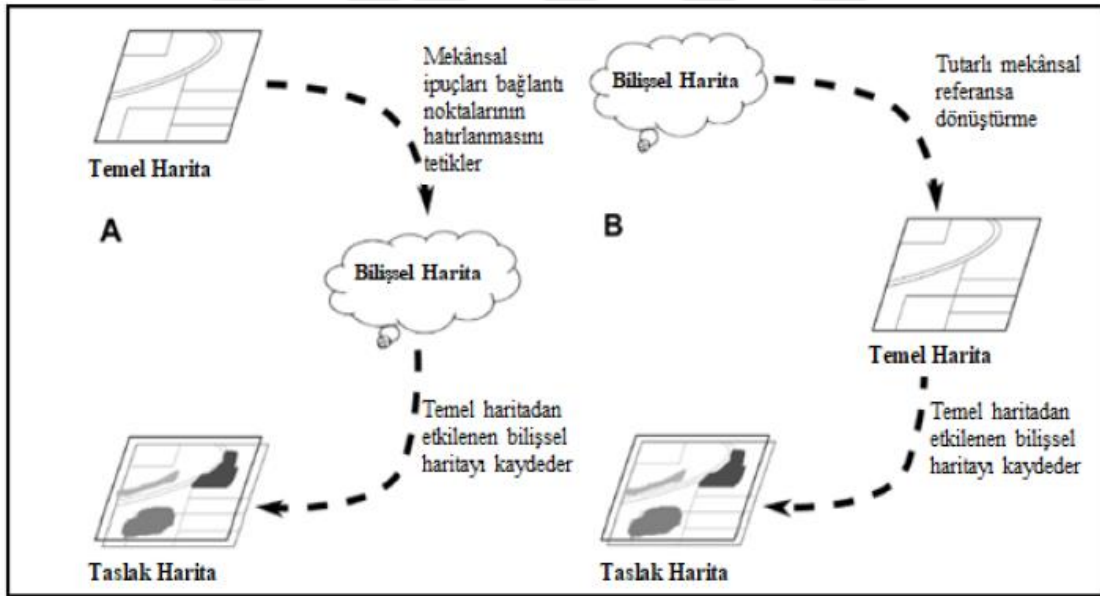 Temel Harita
Mekânsal
ipuçları bağlantı
noktalarının
hatırlanmasını
tetikler
A
Bilişsel Harita
Temel haritadan
etkilenen bilişsel
haritayı kaydeder
Taslak Harita
Bilişsel Harita
Tutarlı mekânsal
referansa
dönüştürme
B
Temel Harita
Temel haritadan
etkilenen bilişsel
haritayı kaydeder
Taslak Harita